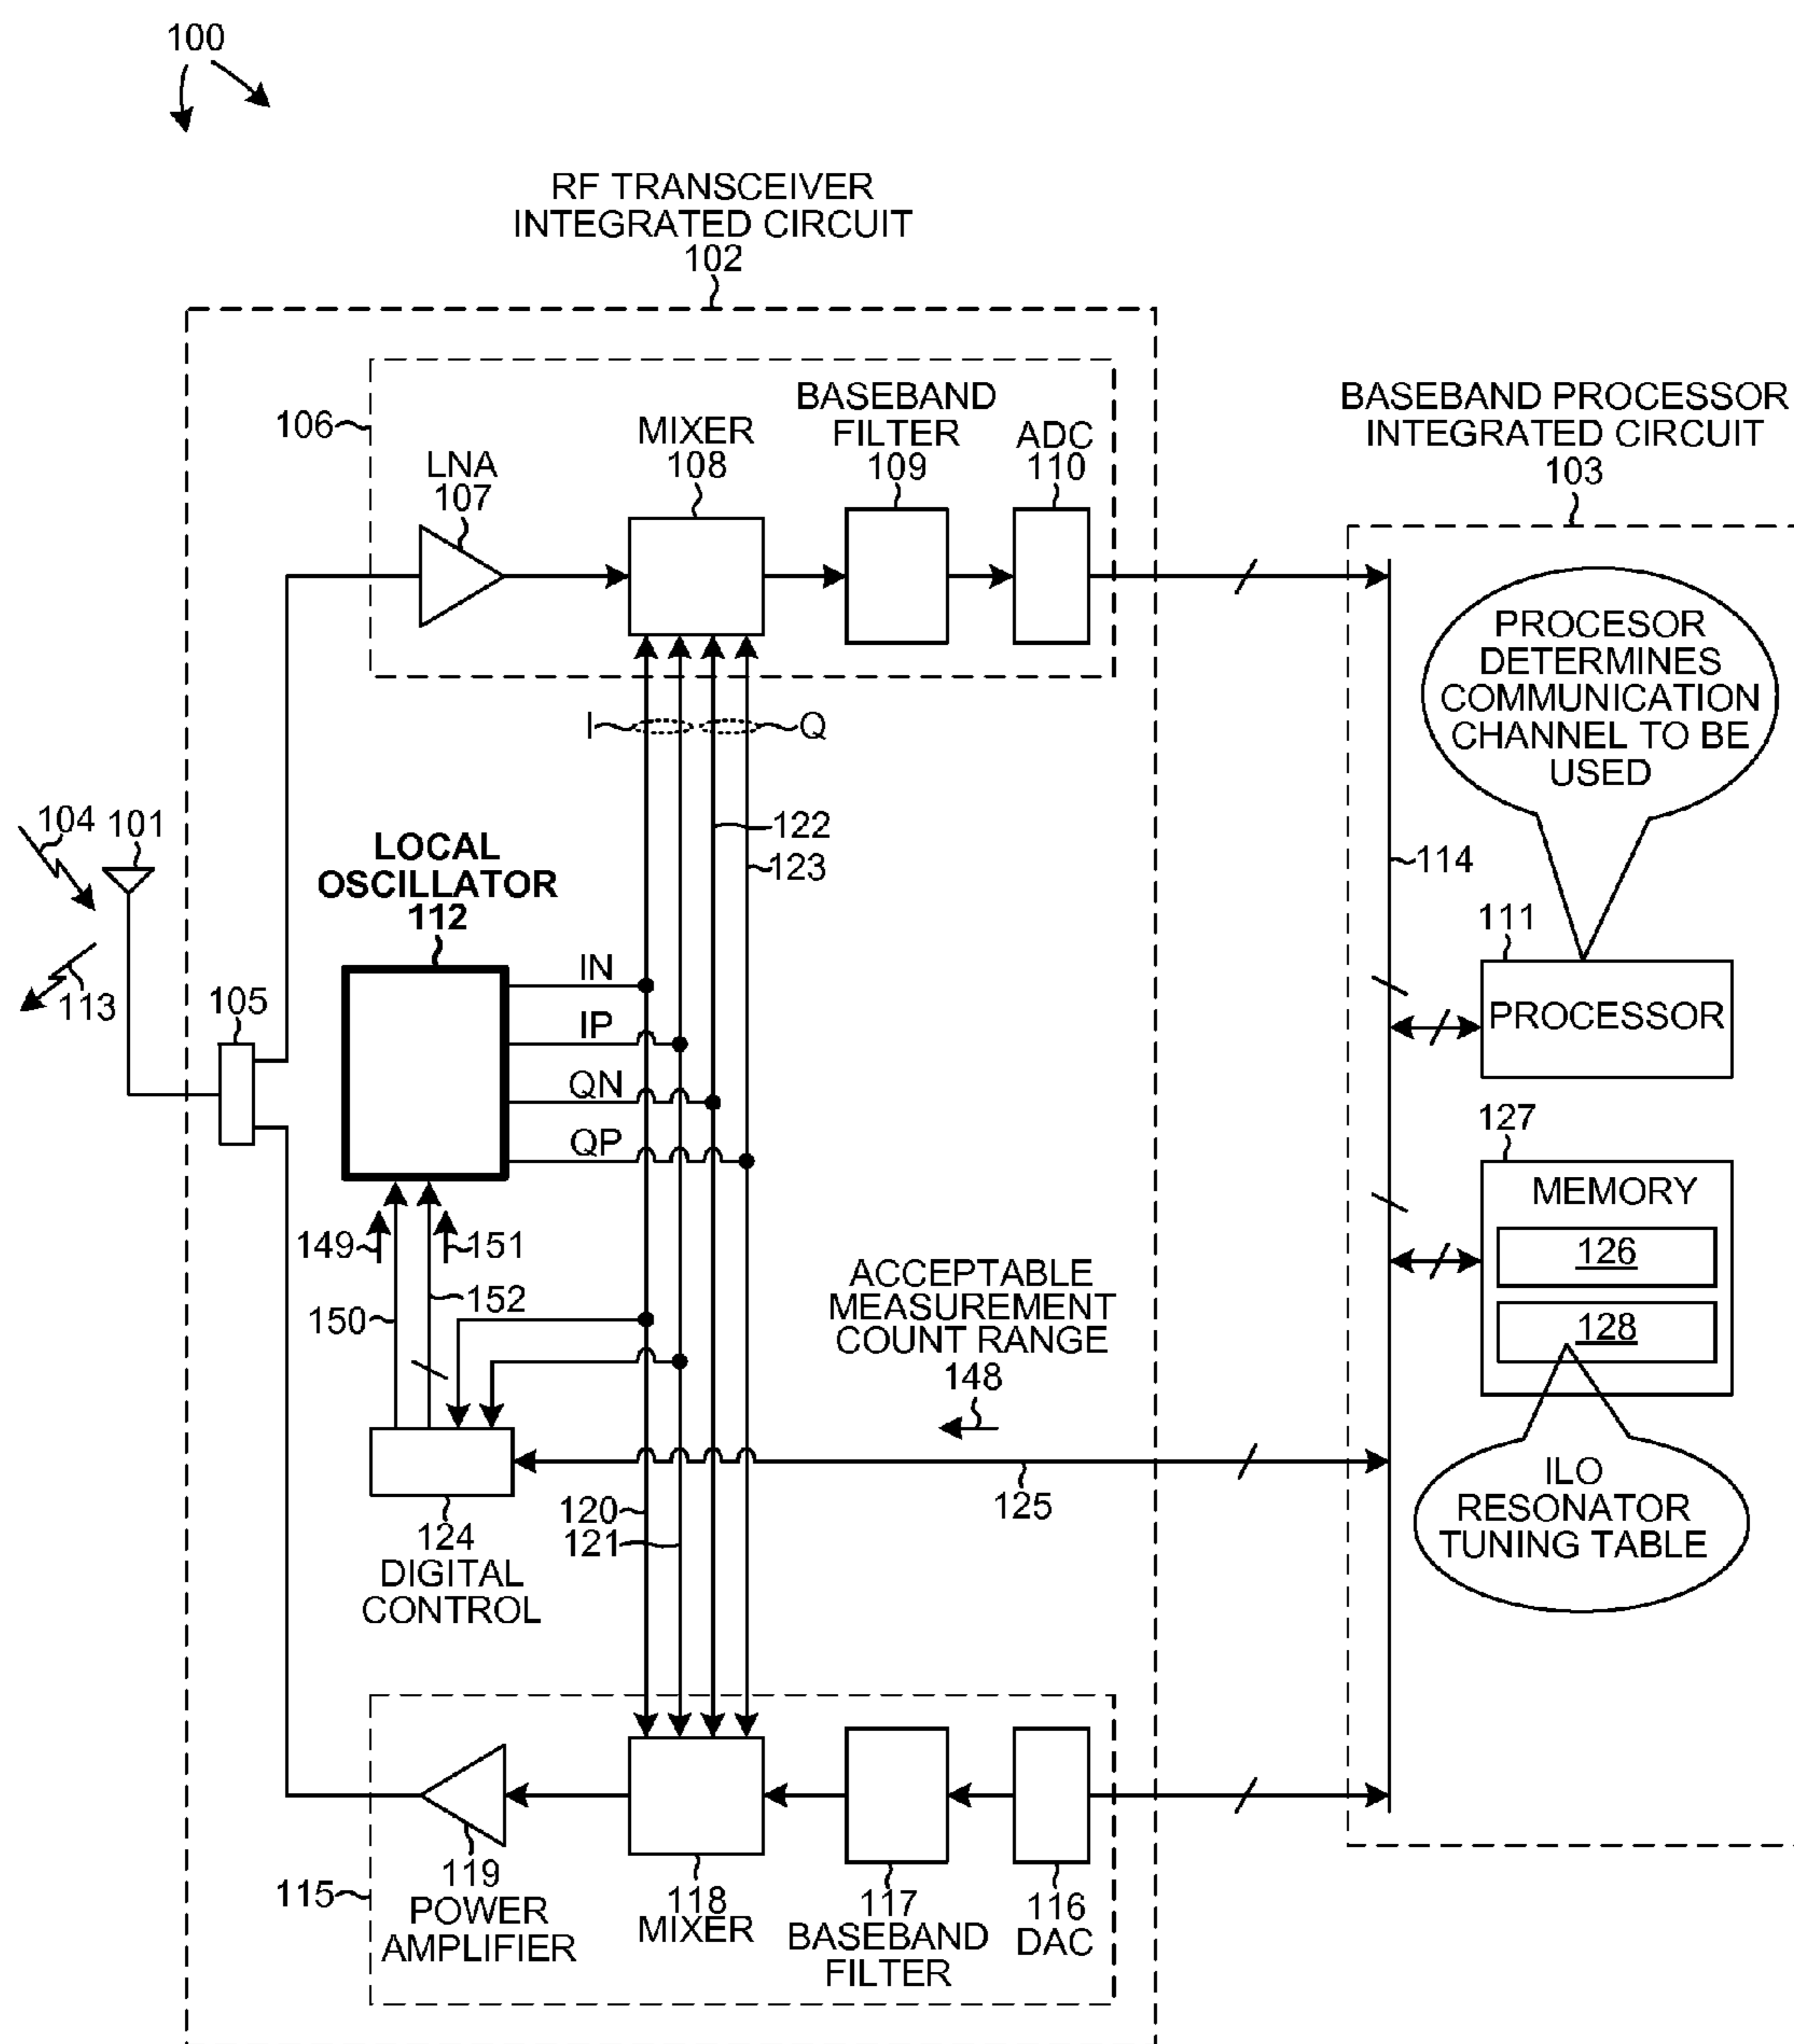 100
RF TRANSCEIVER
INTEGRATED CIRCUIT
102
BASEBAND PROCESSOR
INTEGRATED CIRCUIT
103
106
LNA
107
MIXER
108
BASEBAND
FILTER
109
ADC
110
PROCESOR
DETERMINES
COMMUNICATION
CHANNEL TO BE
USED
I
Q
104
101
122
123
114
LOCAL
OSCILLATOR
112
111
PROCESSOR
113
105
IN
IP
QN
QP
127
MEMORY
126
128
149
151
150
152
ACCEPTABLE
MEASUREMENT
COUNT RANGE
148
125
ILO
RESONATOR
TUNING TABLE
120
121
124
DIGITAL
CONTROL
115
119
POWER
AMPLIFIER
118
MIXER
117
BASEBAND
FILTER
116
DAC